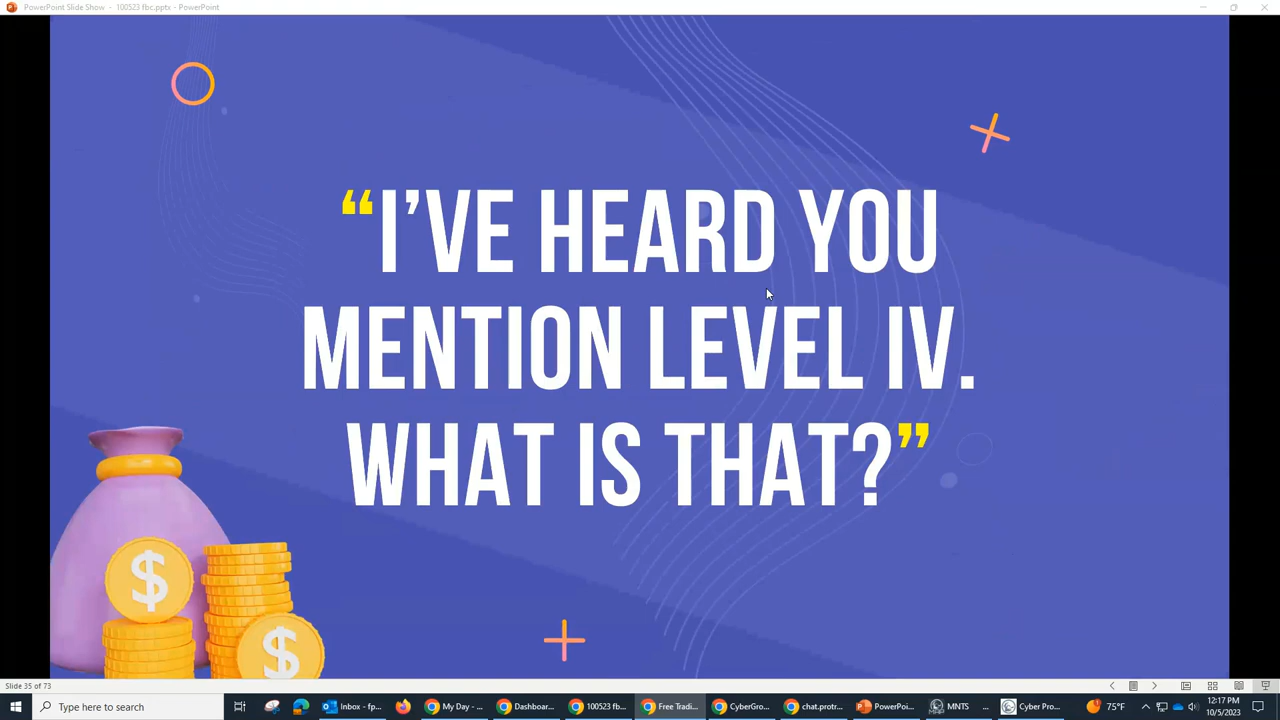 PowerPoint Slide Show - 100523 fbc.pptx - PowerPoint
“I’VE HEARD YOU
MENTION LEVEL IV.
WHAT IS THAT?”
$
$
Slide 35 of 73
Type here to search
Inbox - fp...
My Day - ...
Dashboar...
100523 fb...
Free Tradi...
CyberGro...
chat.protr...
PowerPoi...
MNTS ...
Cyber Pro...
75°F
12:17 PM
10/5/2023